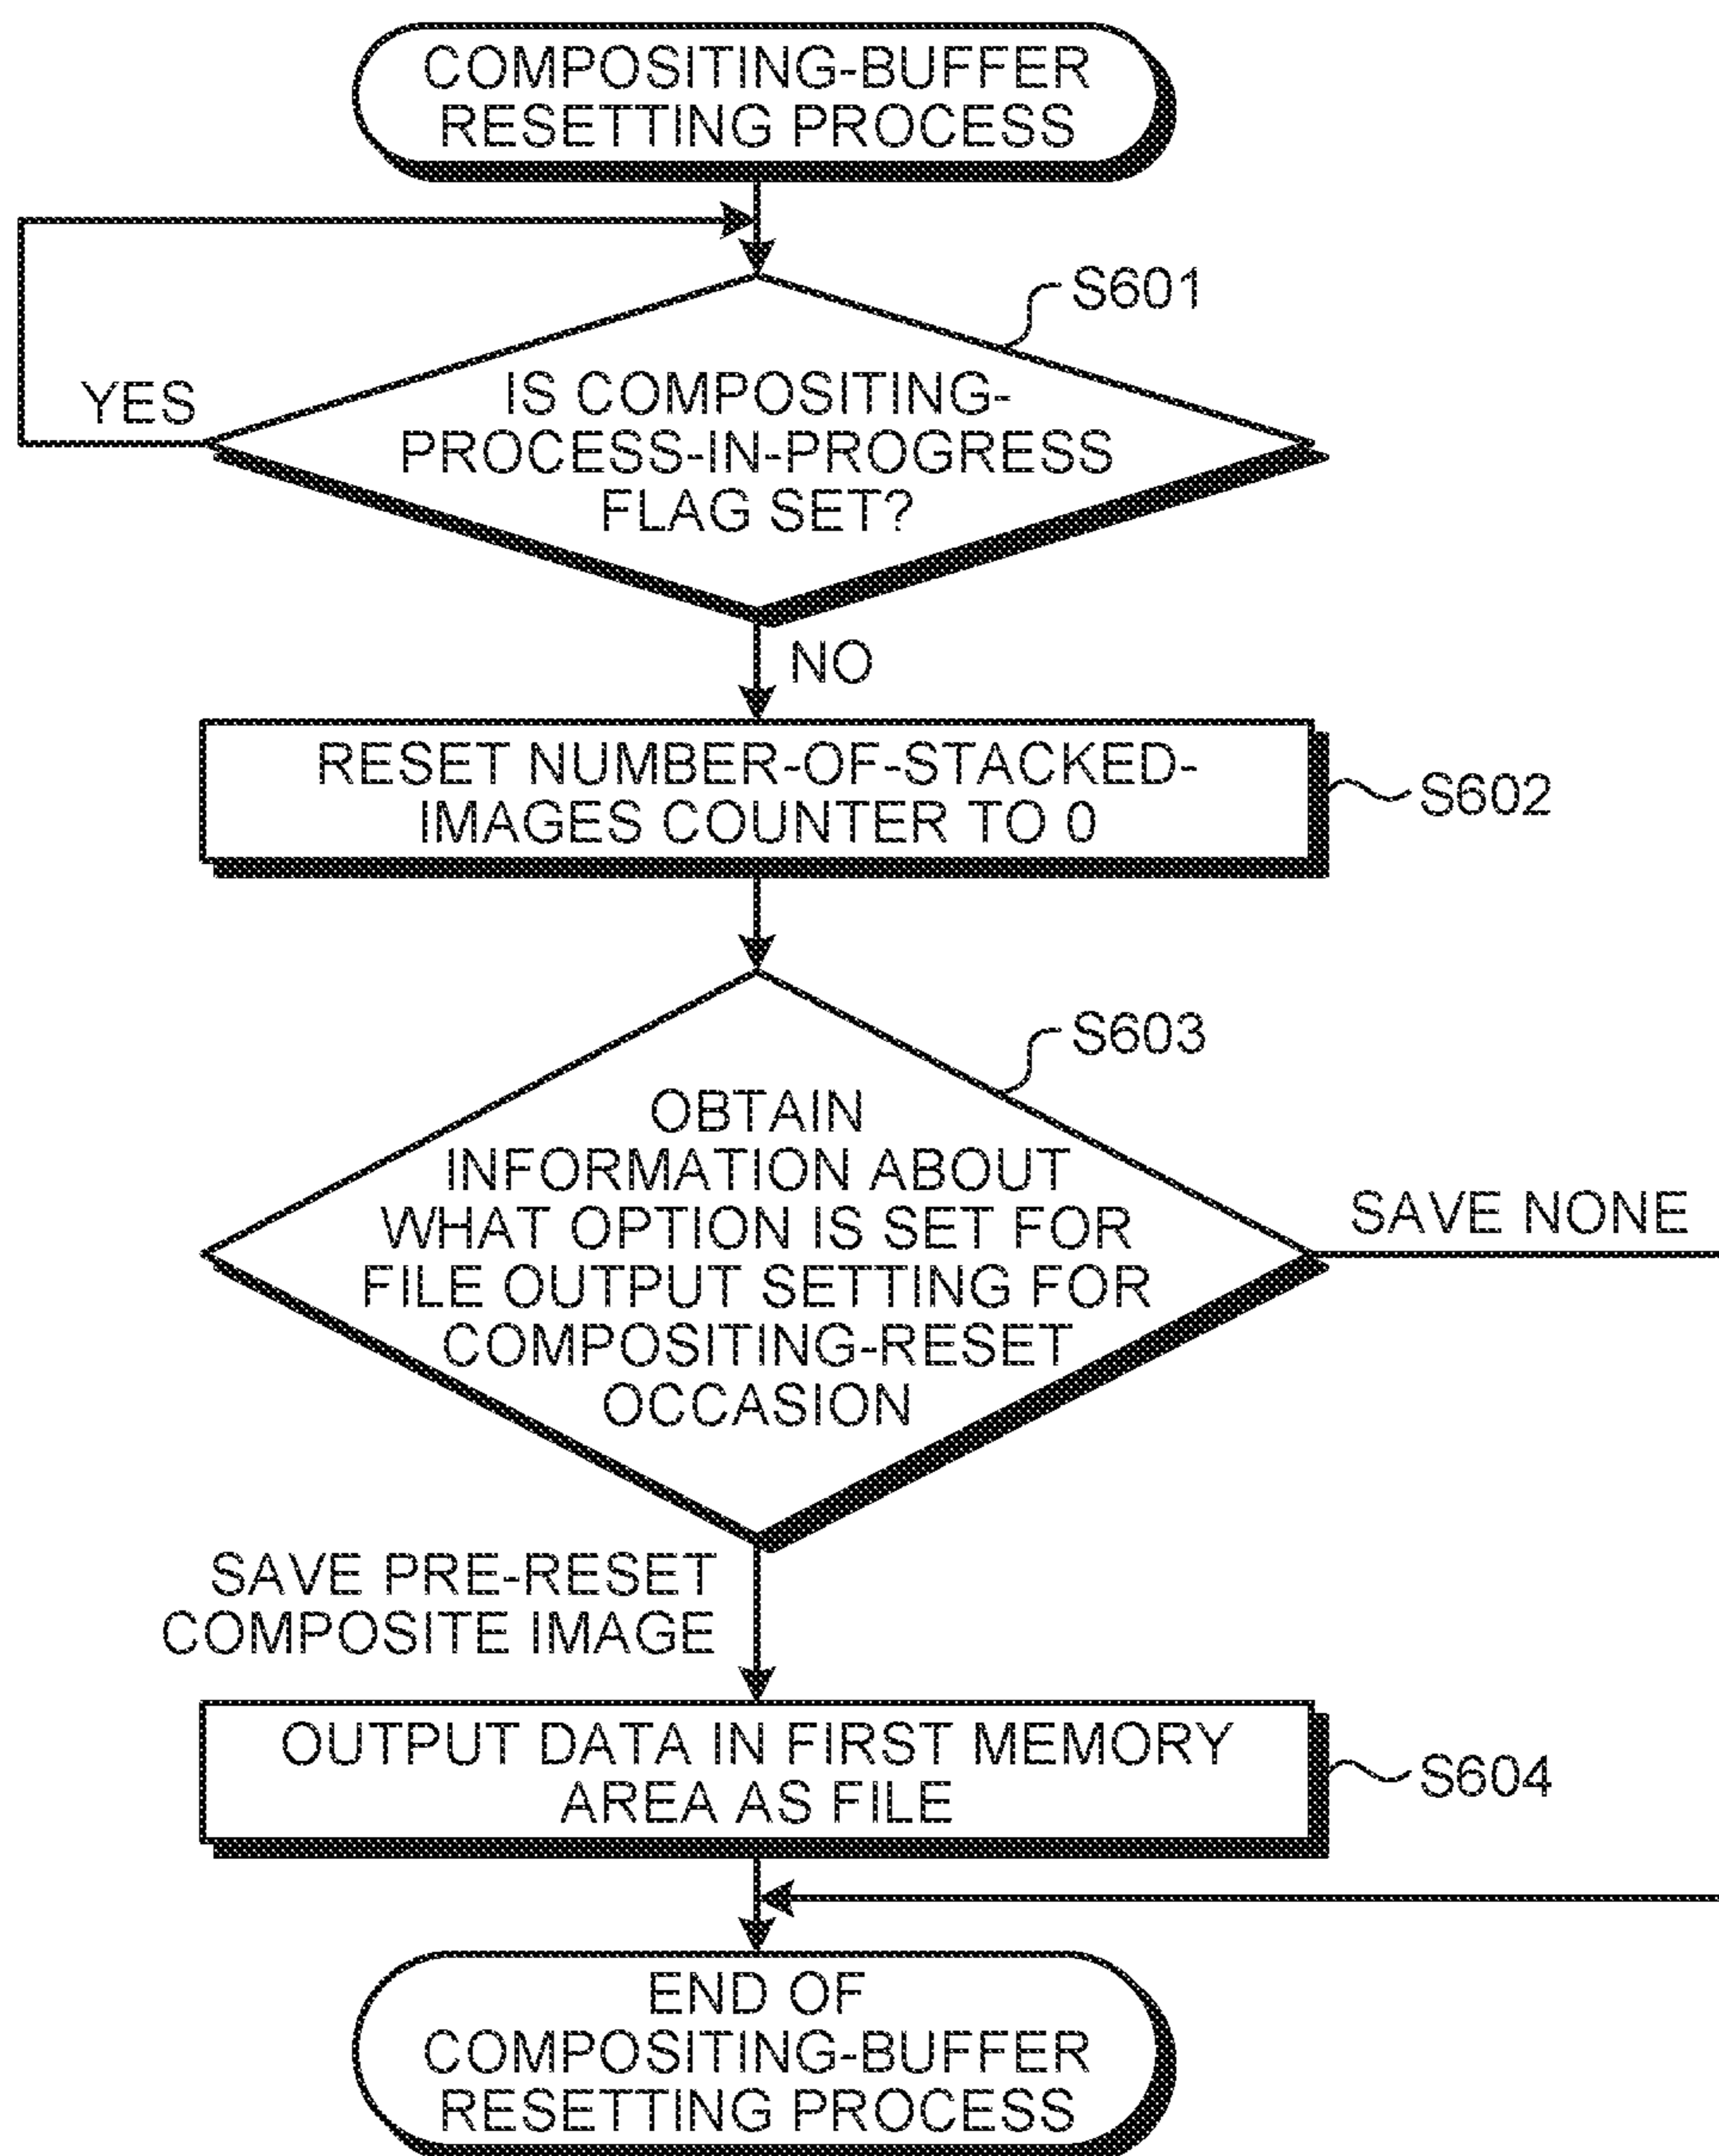 COMPOSITING-BUFFER
RESETTING PROCESS
S601
YES
IS COMPOSITING-
PROCESS-IN-PROGRESS
FLAG SET?
NO
RESET NUMBER-OF-STACKED-
IMAGES COUNTER TO 0
S602
S603
OBTAIN
INFORMATION ABOUT
WHAT OPTION IS SET FOR
FILE OUTPUT SETTING FOR
COMPOSITING-RESET
OCCASION
SAVE NONE
SAVE PRE-RESET
COMPOSITE IMAGE
OUTPUT DATA IN FIRST MEMORY
AREA AS FILE
S604
END OF
COMPOSITING-BUFFER
RESETTING PROCESS